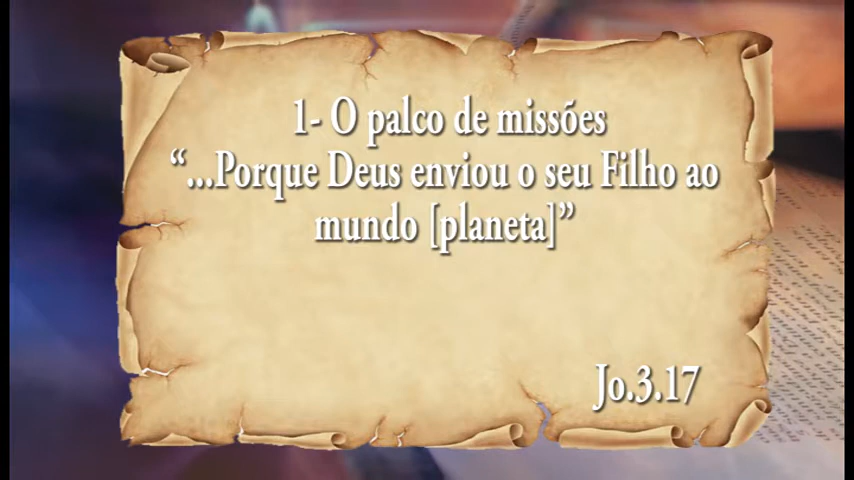 1- O palco de missões
“...Porque Deus enviou o seu Filho ao
mundo [planeta]”
Jo.3.17